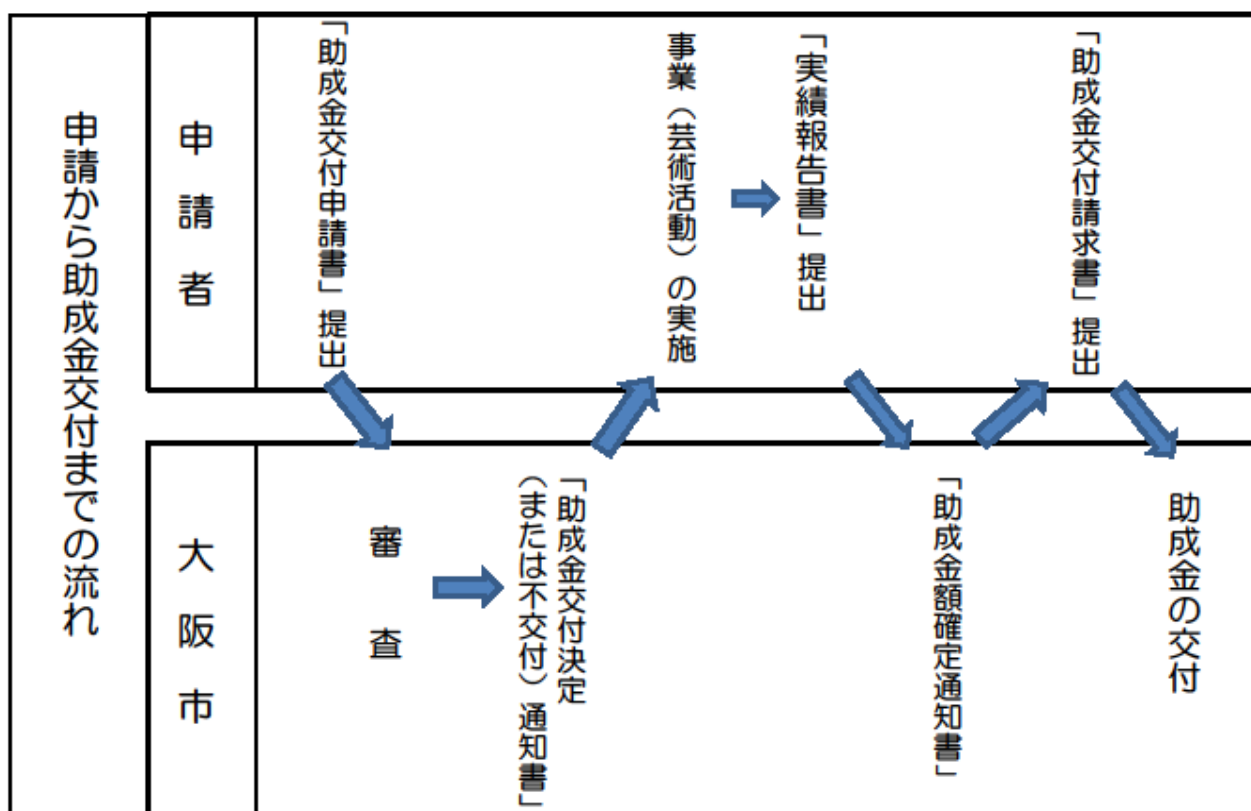 申請から助成金交付までの流れ
申請者
「助成金交付申請書」提出
事業（芸術活動）の実施
「実績報告書」提出
「助成金交付請求書」提出
大阪市
審査
「助成金交付決定
（または不交付）通知書」
「助成金額確定通知書」
助成金の交付